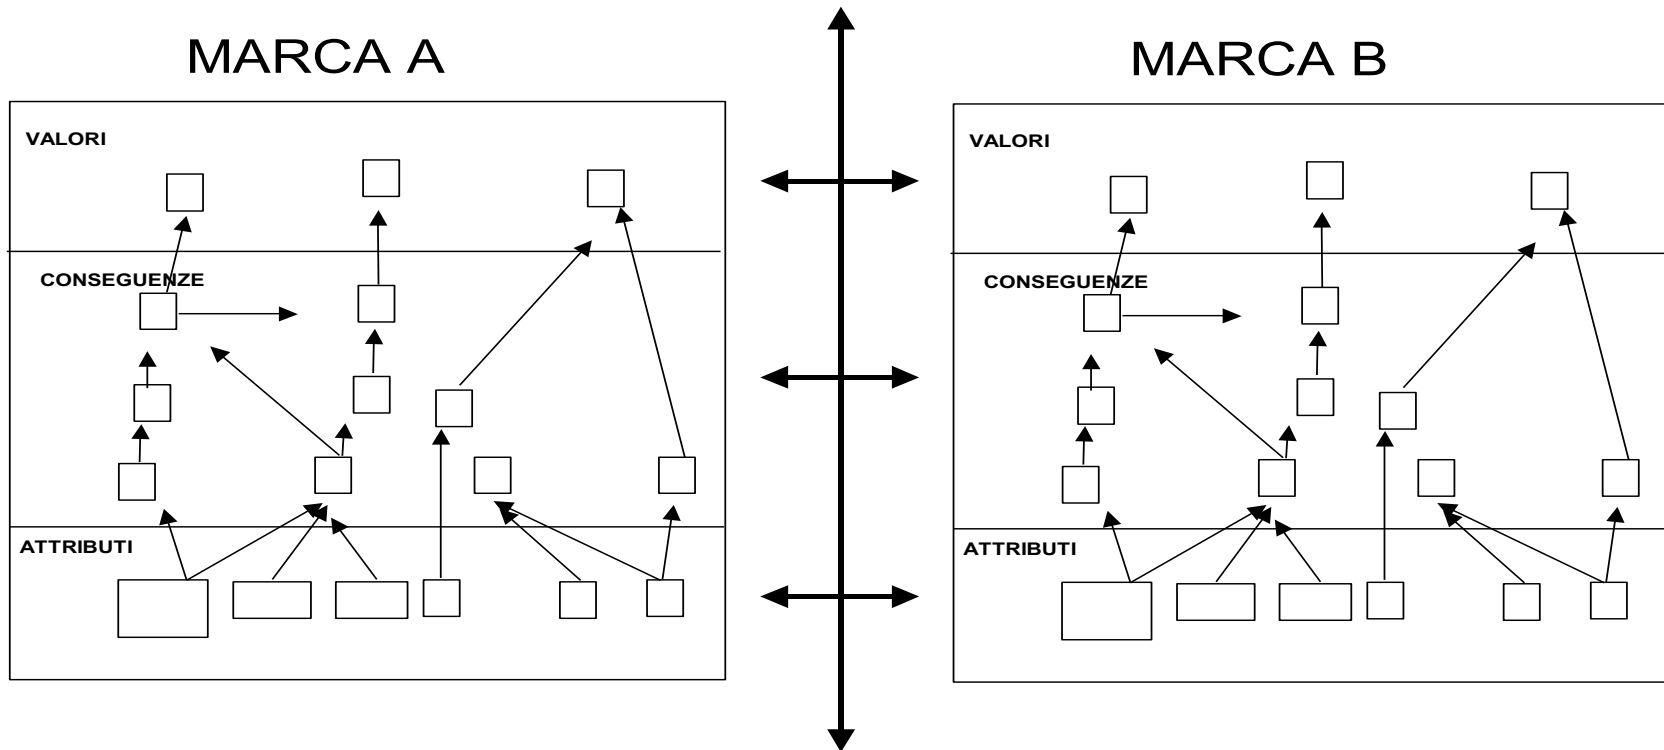 MARCA A
VALORI
CONSEGUENZE
ATTRIBUTI
MARCA B
VALORI
CONSEGUENZE
ATTRIBUTI